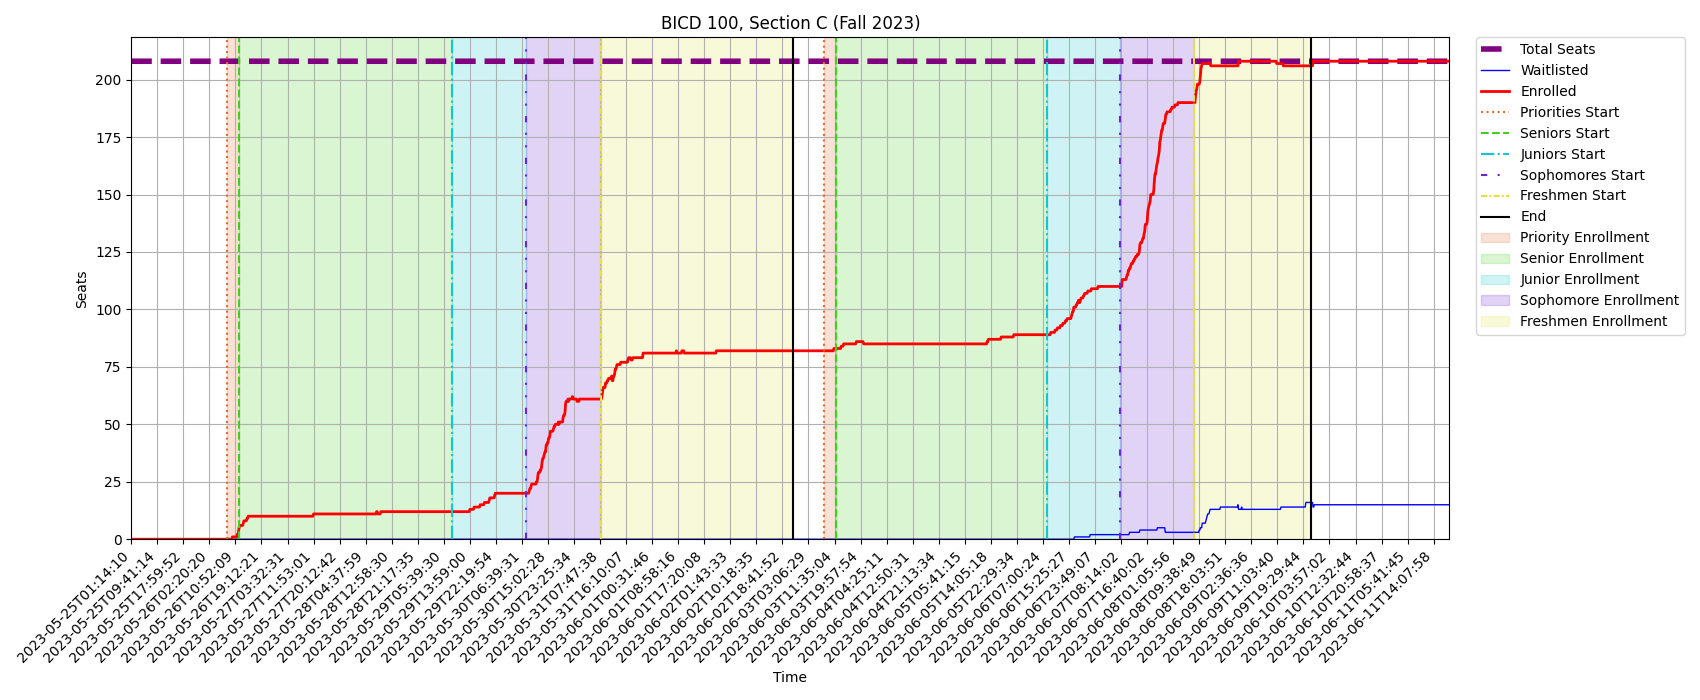 BICD 100, Section C (Fall 2023)
Total Seats
Waitlisted
Enrolled
Priorities Start
Seniors Start
Juniors Start
Sophomores Start
Freshmen Start
End
Priority Enrollment
Senior Enrollment
Junior Enrollment
Sophomore Enrollment
Freshmen Enrollment
Seats
200
175
150
125
100
75
50
25
0
2023-05-25T01:14:10
2023-05-25T09:41:14
2023-05-25T17:59:52
2023-05-26T02:20:20
2023-05-26T10:52:09
2023-05-26T19:12:21
2023-05-27T03:32:31
2023-05-27T11:53:01
2023-05-27T20:12:42
2023-05-28T04:37:59
2023-05-28T12:58:30
2023-05-28T21:17:35
2023-05-29T05:39:30
2023-05-29T13:59:00
2023-05-29T22:19:54
2023-05-30T06:39:31
2023-05-30T15:02:28
2023-05-30T23:25:34
2023-05-31T07:47:38
2023-05-31T16:10:07
2023-06-01T00:31:46
2023-06-01T08:58:16
2023-06-01T17:20:08
2023-06-02T01:43:33
2023-06-02T10:18:35
2023-06-02T18:41:52
2023-06-03T03:06:29
2023-06-03T11:35:04
2023-06-03T19:57:54
2023-06-04T04:25:11
2023-06-04T12:50:31
2023-06-04T21:13:34
2023-06-05T05:41:15
2023-06-05T14:05:18
2023-06-05T22:29:34
2023-06-06T07:00:24
2023-06-06T15:25:27
2023-06-06T23:49:07
2023-06-07T08:14:02
2023-06-07T16:40:02
2023-06-08T01:05:56
2023-06-08T09:38:49
2023-06-08T18:03:51
2023-06-09T02:36:36
2023-06-09T11:03:40
2023-06-09T19:29:44
2023-06-10T03:57:02
2023-06-10T12:32:44
2023-06-10T20:58:37
2023-06-11T05:41:45
2023-06-11T14:07:58
Time